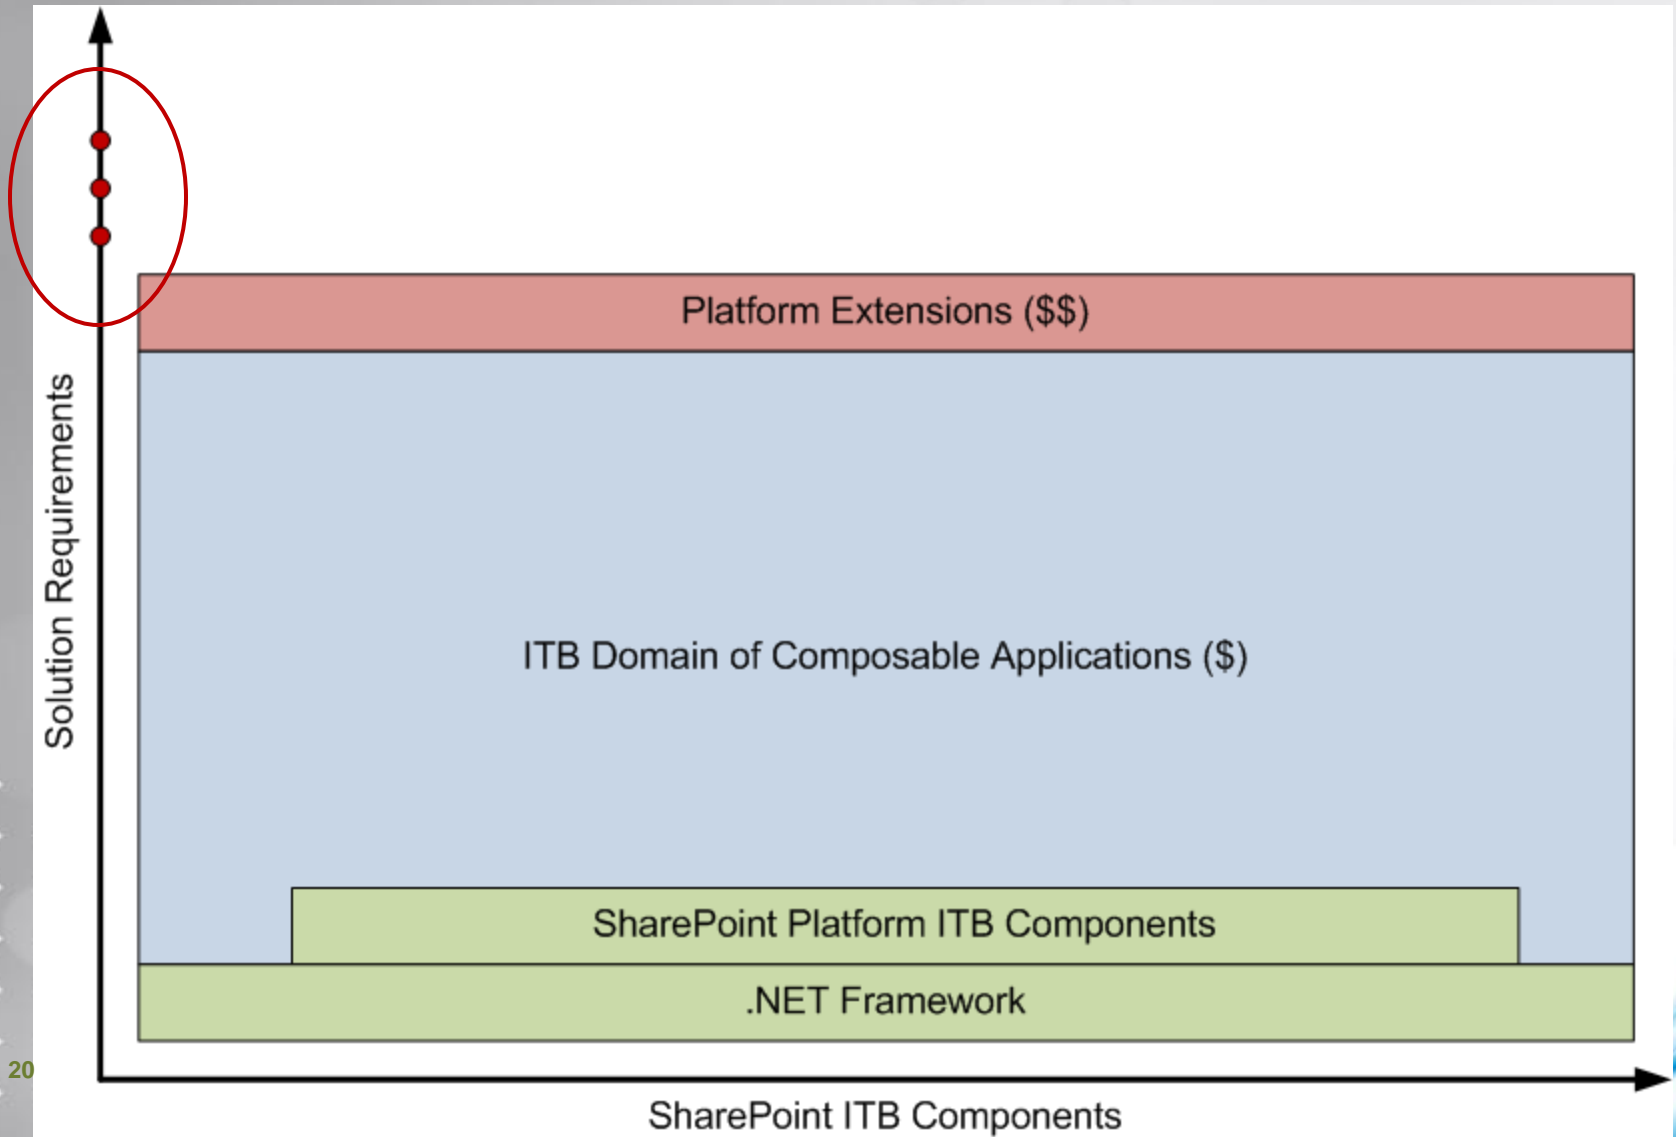 Platform Extensions ($$)
Solution Requirements
ITB Domain of Composable Applications ($)
SharePoint Platform ITB Components
.NET Framework
20
SharePoint ITB Components